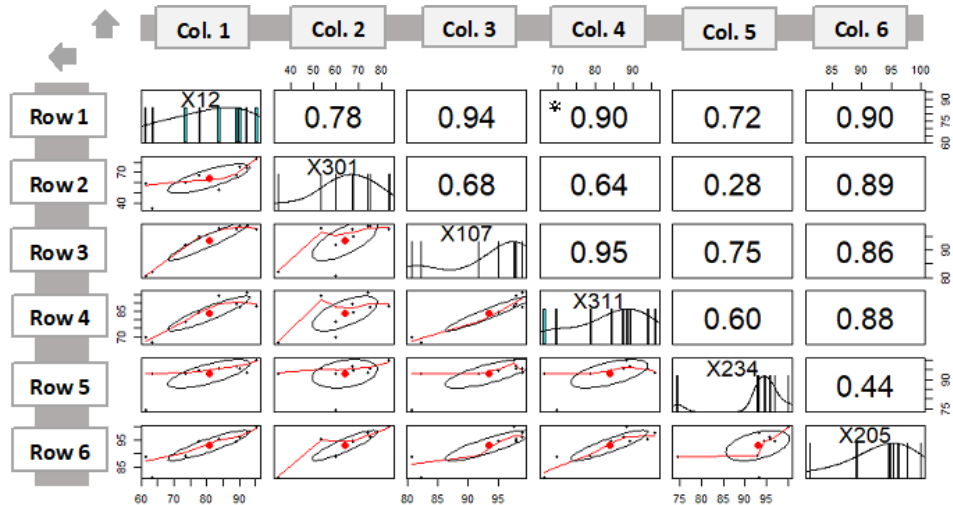 Col. 1 Col. 2 Col. 3 Col. 4 Col. 5 Col. 6
40 50 60 70 80 70 80 90 85 90 95 100
Row 1 X12 0.78 0.94 * 0.90 0.72 0.90 60 75 90
Row 2 40 70 X301 0.68 0.64 0.28 0.89
Row 3 X107 0.95 0.75 0.86 80 90
Row 4 70 85 X311 0.60 0.88
Row 5 X234 0.44 75 90
Row 6 85 95 X205
60 70 80 90 80 85 90 95 75 80 85 90 95